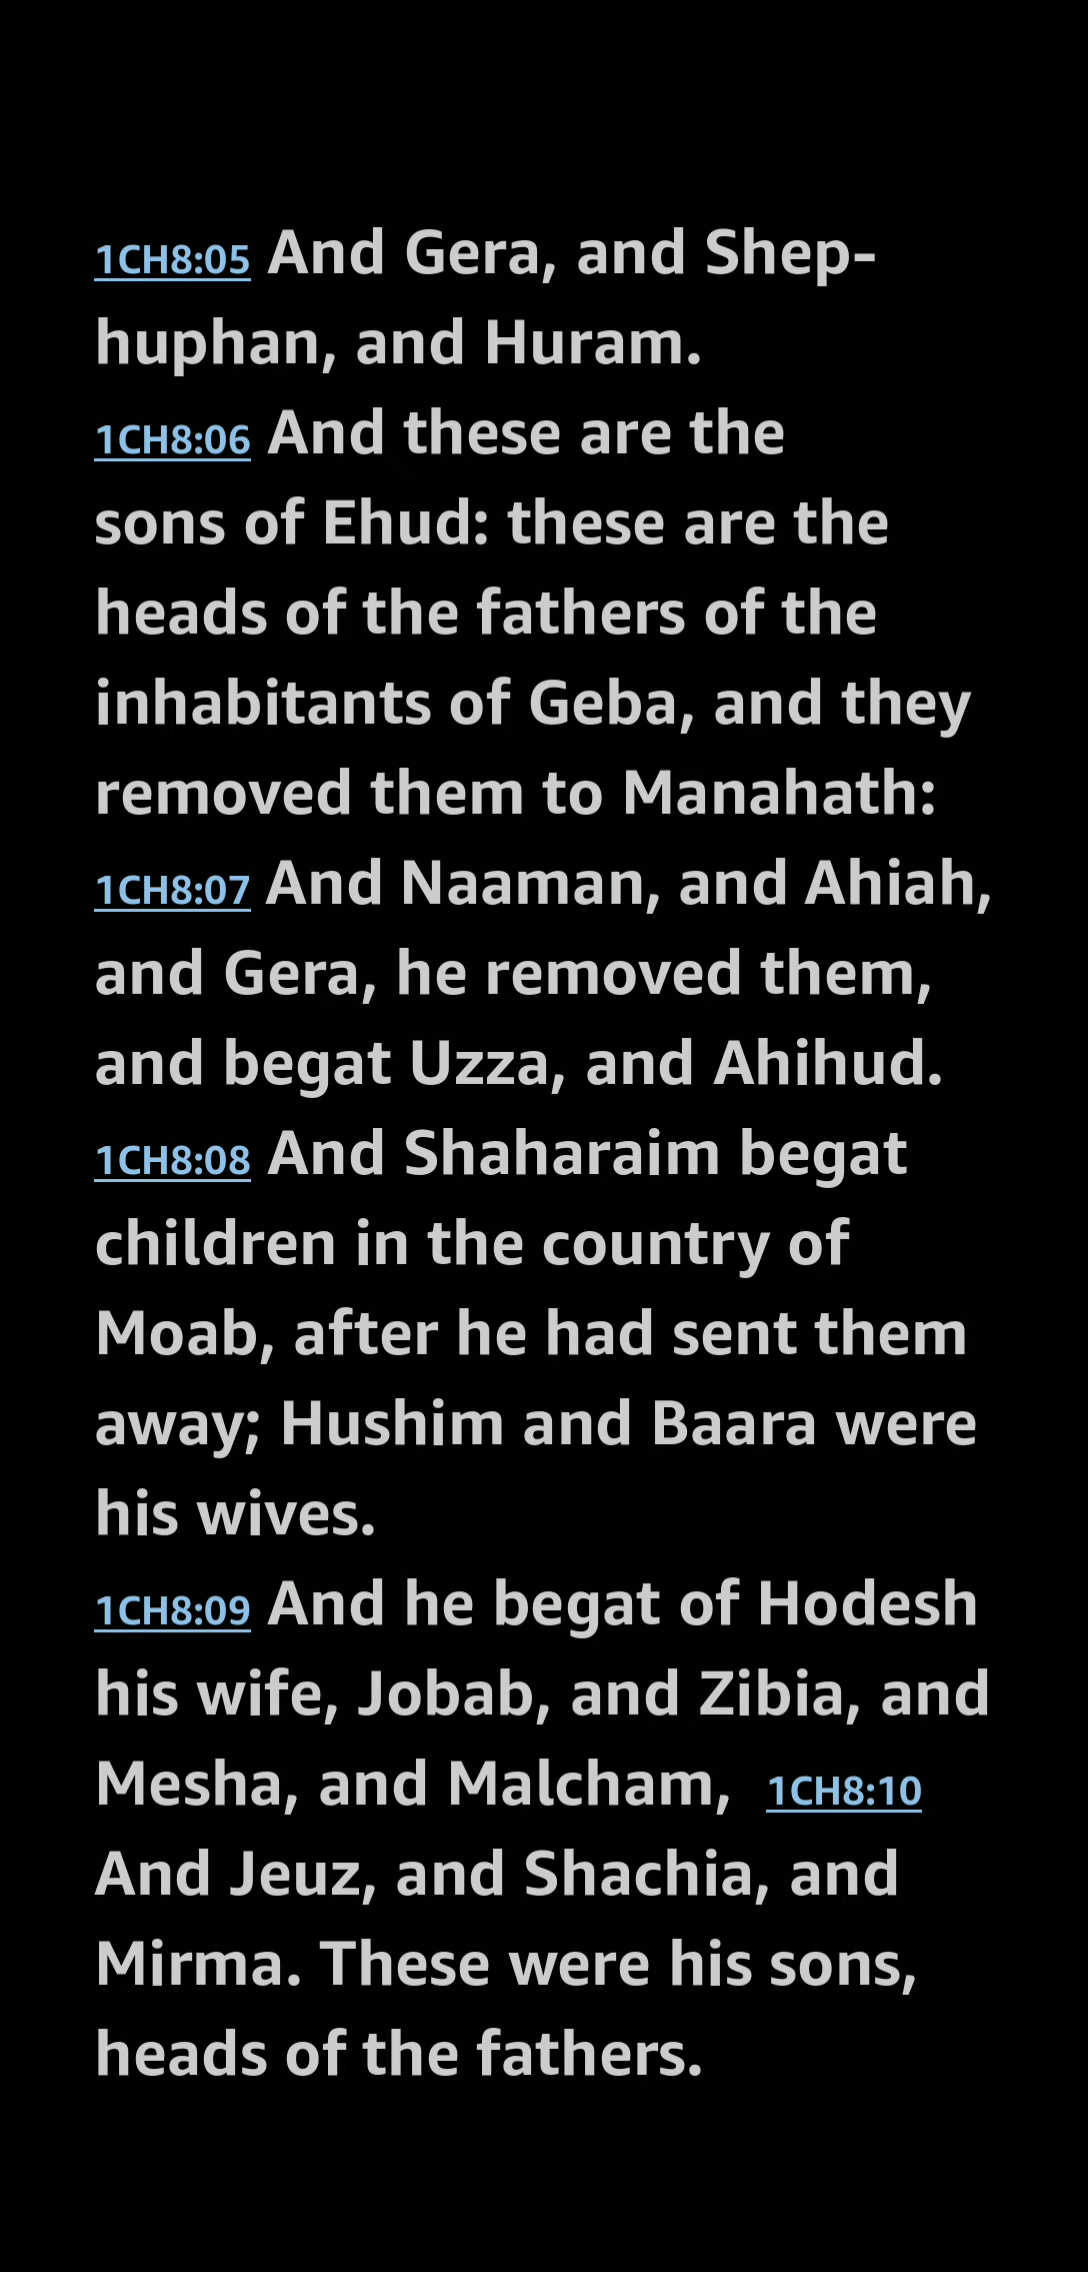 1CH8:05 And Gera, and Shep-
huphan, and Huram.
1CH8:06 And these are the
sons of Ehud: these are the
heads of the fathers of the
inhabitants of Geba, and they
removed them to Manahath:
1CH8:07 And Naaman, and Ahiah,
and Gera, he removed them,
and begat Uzza, and Ahihud.
1CH8:08 And Shaharaim begat
children in the country of
Moab, after he had sent them
away; Hushim and Baara were
his wives.
1CH8:09 And he begat of Hodesh
his wife, Jobab, and Zibia, and
Mesha, and Malcham,  1CH8:10
And Jeuz, and Shachia, and
Mirma. These were his sons,
heads of the fathers.